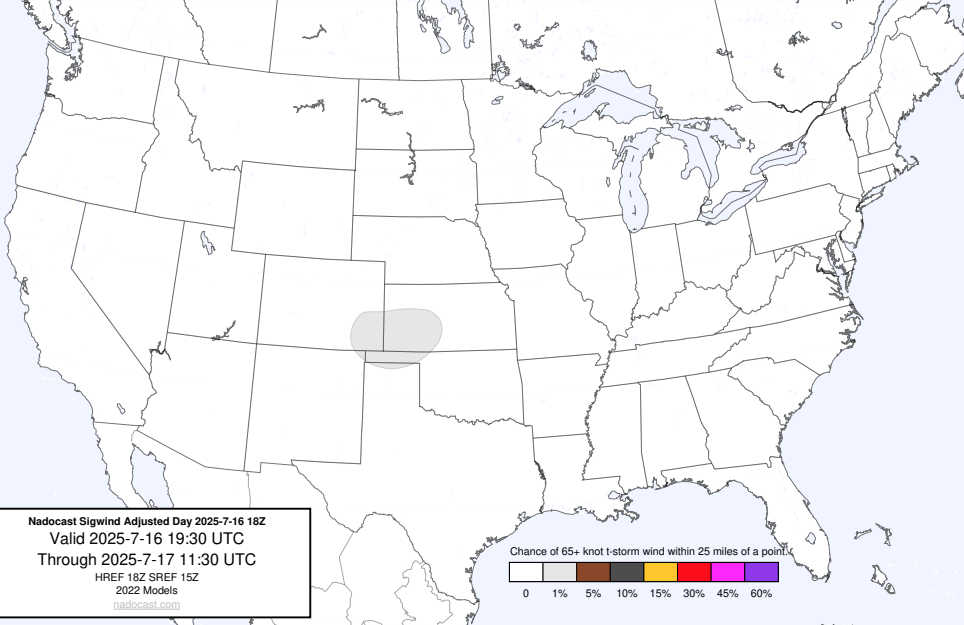 Nadocast Sigwind Adjusted Day 2025-7-16 18Z
Valid 2025-7-16 19:30 UTC
Through 2025-7-17 11:30 UTC
HREF 18Z SREF 15Z
2022 Models
nadocast.com
Chance of 65+ knot t-storm wind within 25 miles of a point.
0 1% 5% 10% 15% 30% 45% 60%